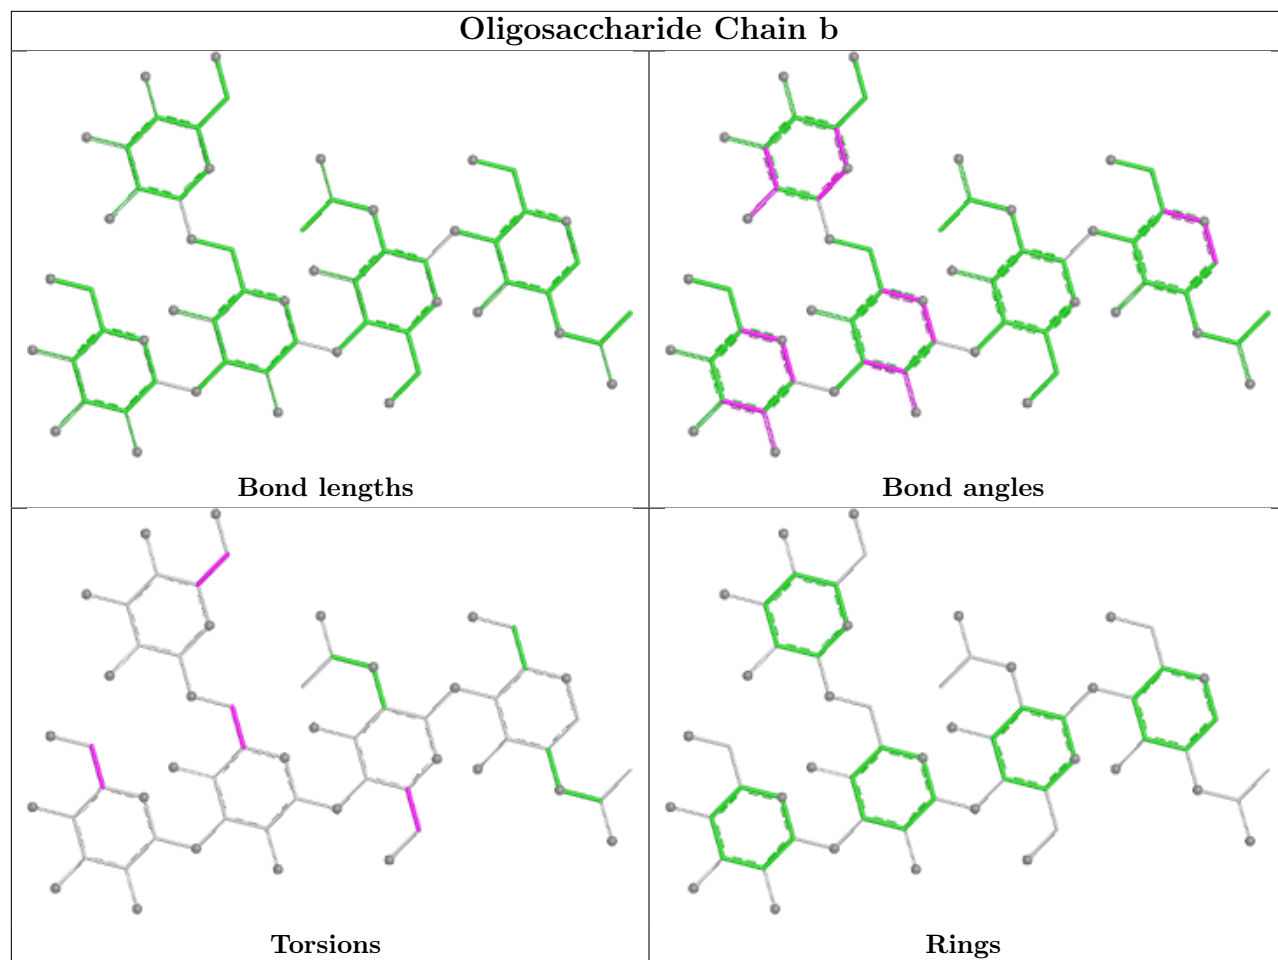 Oligosaccharide Chain b
Bond lengths
Bond angles
Torsions
Rings